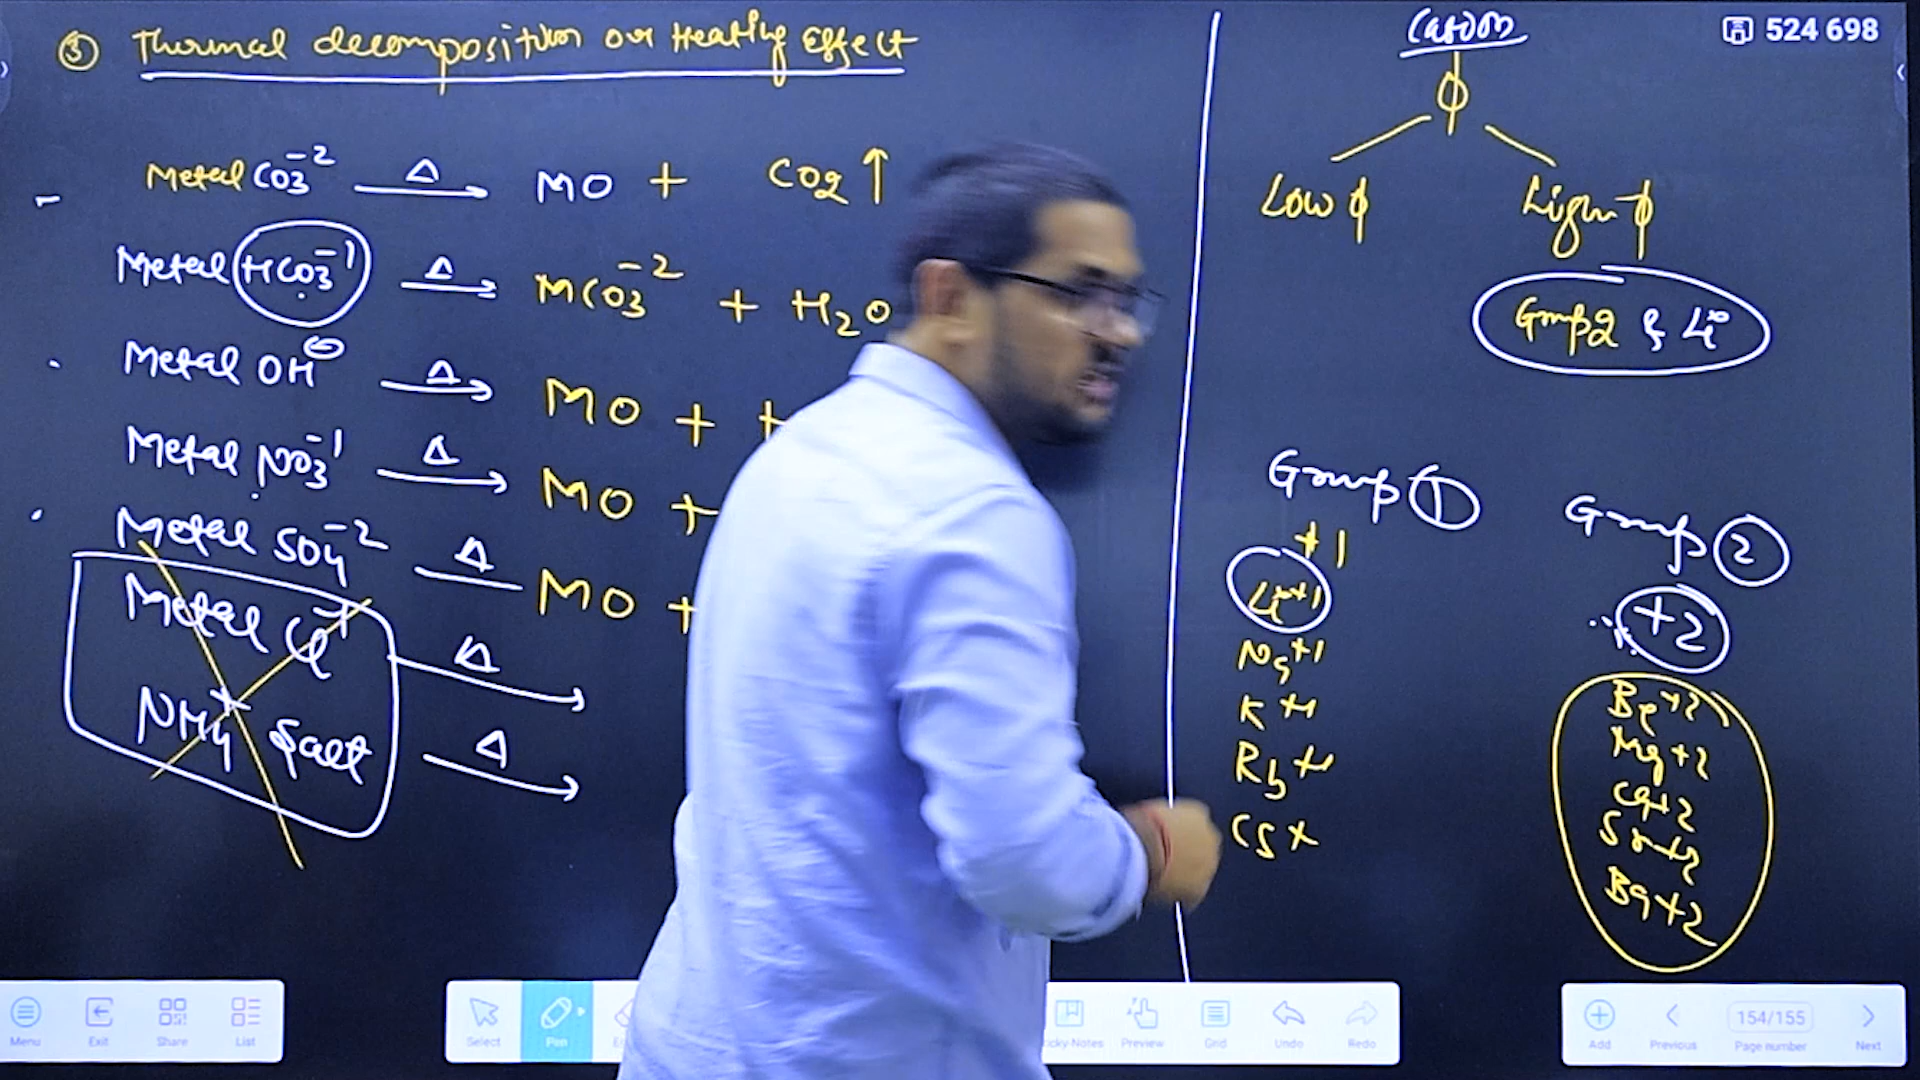 ③ Thermal decomposition or Heating Effect
Metal CO3⁻² —Δ→ MO + CO2↑
Metal HCO3⁻¹ —Δ→ MCO3⁻² + H2O
Metal OH⊖ —Δ→ MO +
Metal NO3⁻¹ —Δ→ MO +
Metal SO4⁻² —Δ— MO +
Metal Cl⁻¹ —Δ→
NH4⁺ Salt —Δ→
Cation
ϕ
Low ϕ High ϕ
Group 2 & Li
Group ①
+1
Li+1
Na+1
K+1
Rb+1
Cs+
Group ②
+2
Be+2
Mg+2
Ca+2
Sr+2
Ba+2
524 698
Menu Exit Share List
Select Pen
cky-Notes Preview Grid Undo Redo
Add Previous 154/155 Page number Next